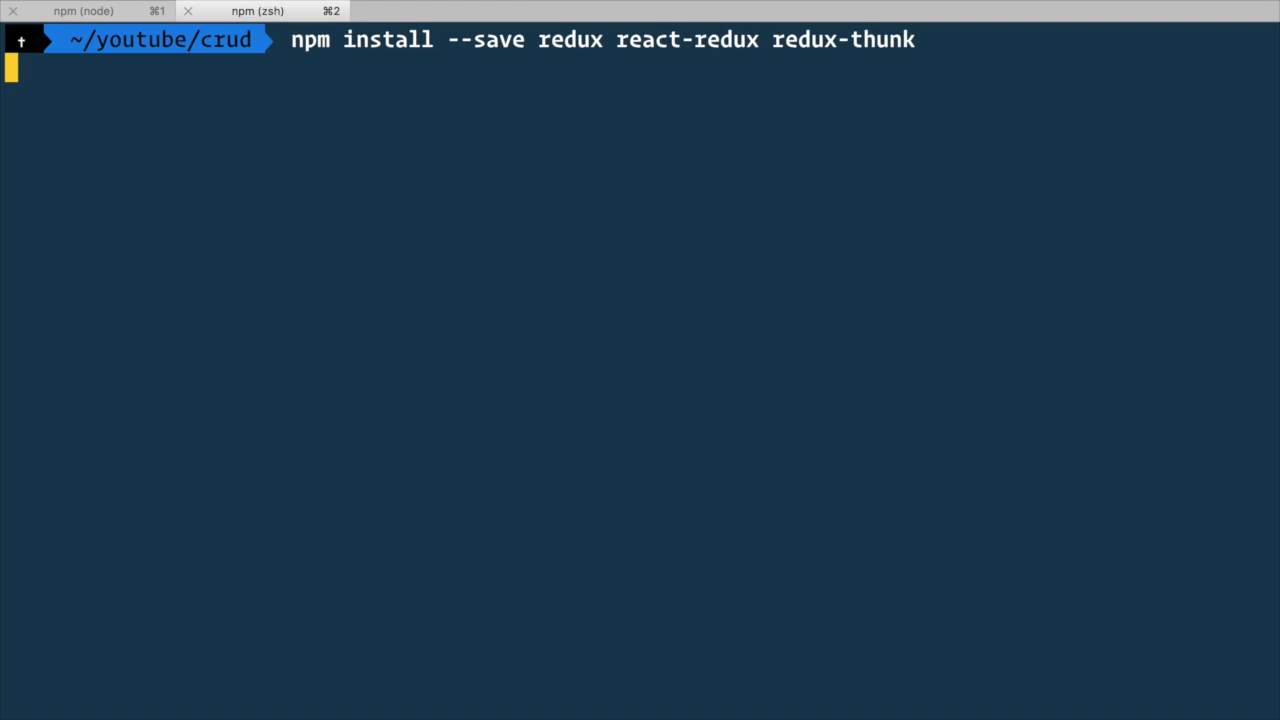 npm (node) ⌘1 npm (zsh) ⌘2
~/youtube/crud npm install --save redux react-redux redux-thunk